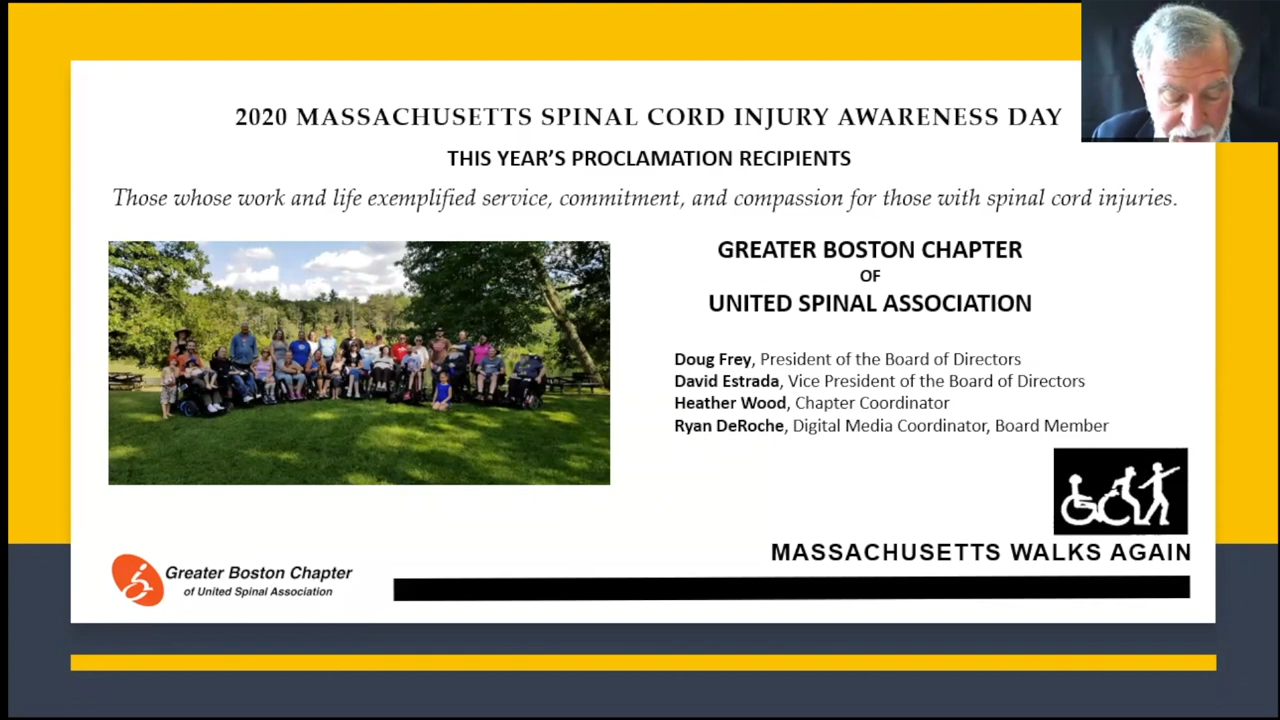 2020 MASSACHUSETTS SPINAL CORD INJURY AWARENESS DAY
THIS YEAR'S PROCLAMATION RECIPIENTS
Those whose work and life exemplified service, commitment, and compassion for those with spinal cord injuries.
GREATER BOSTON CHAPTER
OF
UNITED SPINAL ASSOCIATION
Doug Frey, President of the Board of Directors
David Estrada, Vice President of the Board of Directors
Heather Wood, Chapter Coordinator
Ryan DeRoche, Digital Media Coordinator, Board Member
MASSACHUSETTS WALKS AGAIN
Greater Boston Chapter
of United Spinal Association